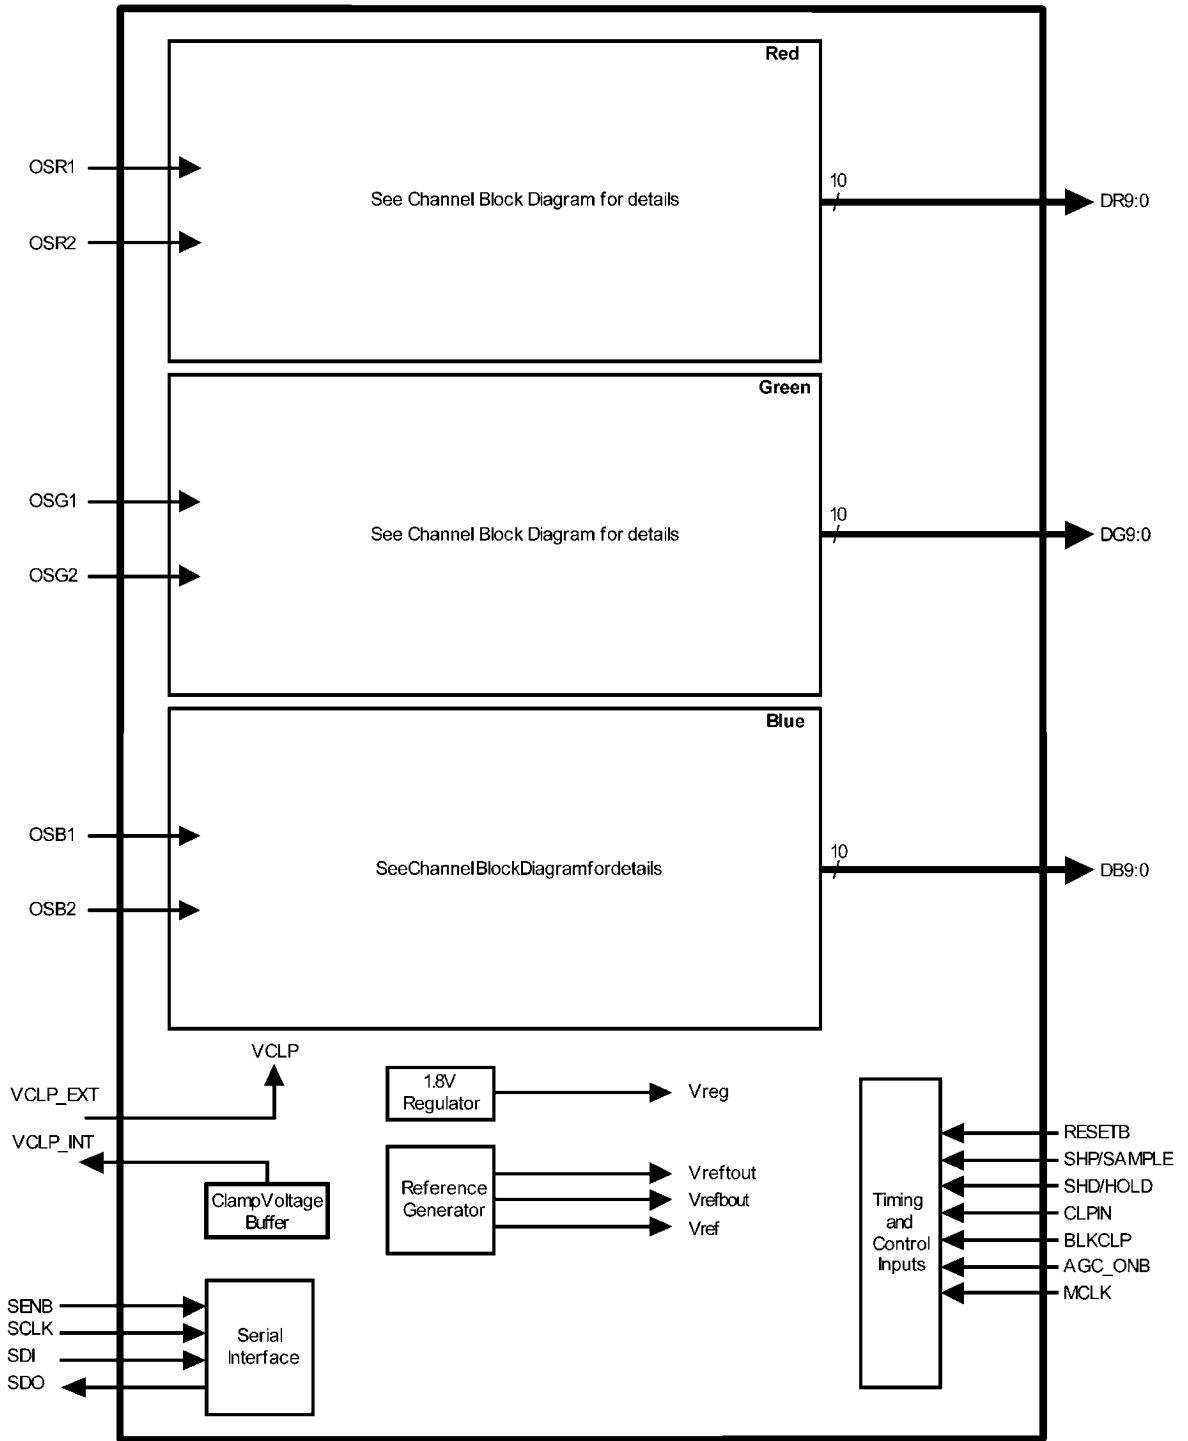 Red
OSR1
See Channel Block Diagram for details
10
DR9:0
OSR2
Green
OSG1
See Channel Block Diagram for details
10
DG9:0
OSG2
Blue
OSB1
SeeChannelBlockDiagramfordetails
10
DB9:0
OSB2
VCLP
VCLP_EXT
VCLP_INT
ClampVoltage
Buffer
1.8V
Regulator
Vreg
Reference
Generator
Vreftout
Vrefbout
Vref
Timing
and
Control
Inputs
RESETB
SHP/SAMPLE
SHD/HOLD
CLPIN
BLKCLP
AGC_ONB
MCLK
SENB
SCLK
SDI
SDO
Serial
Interface